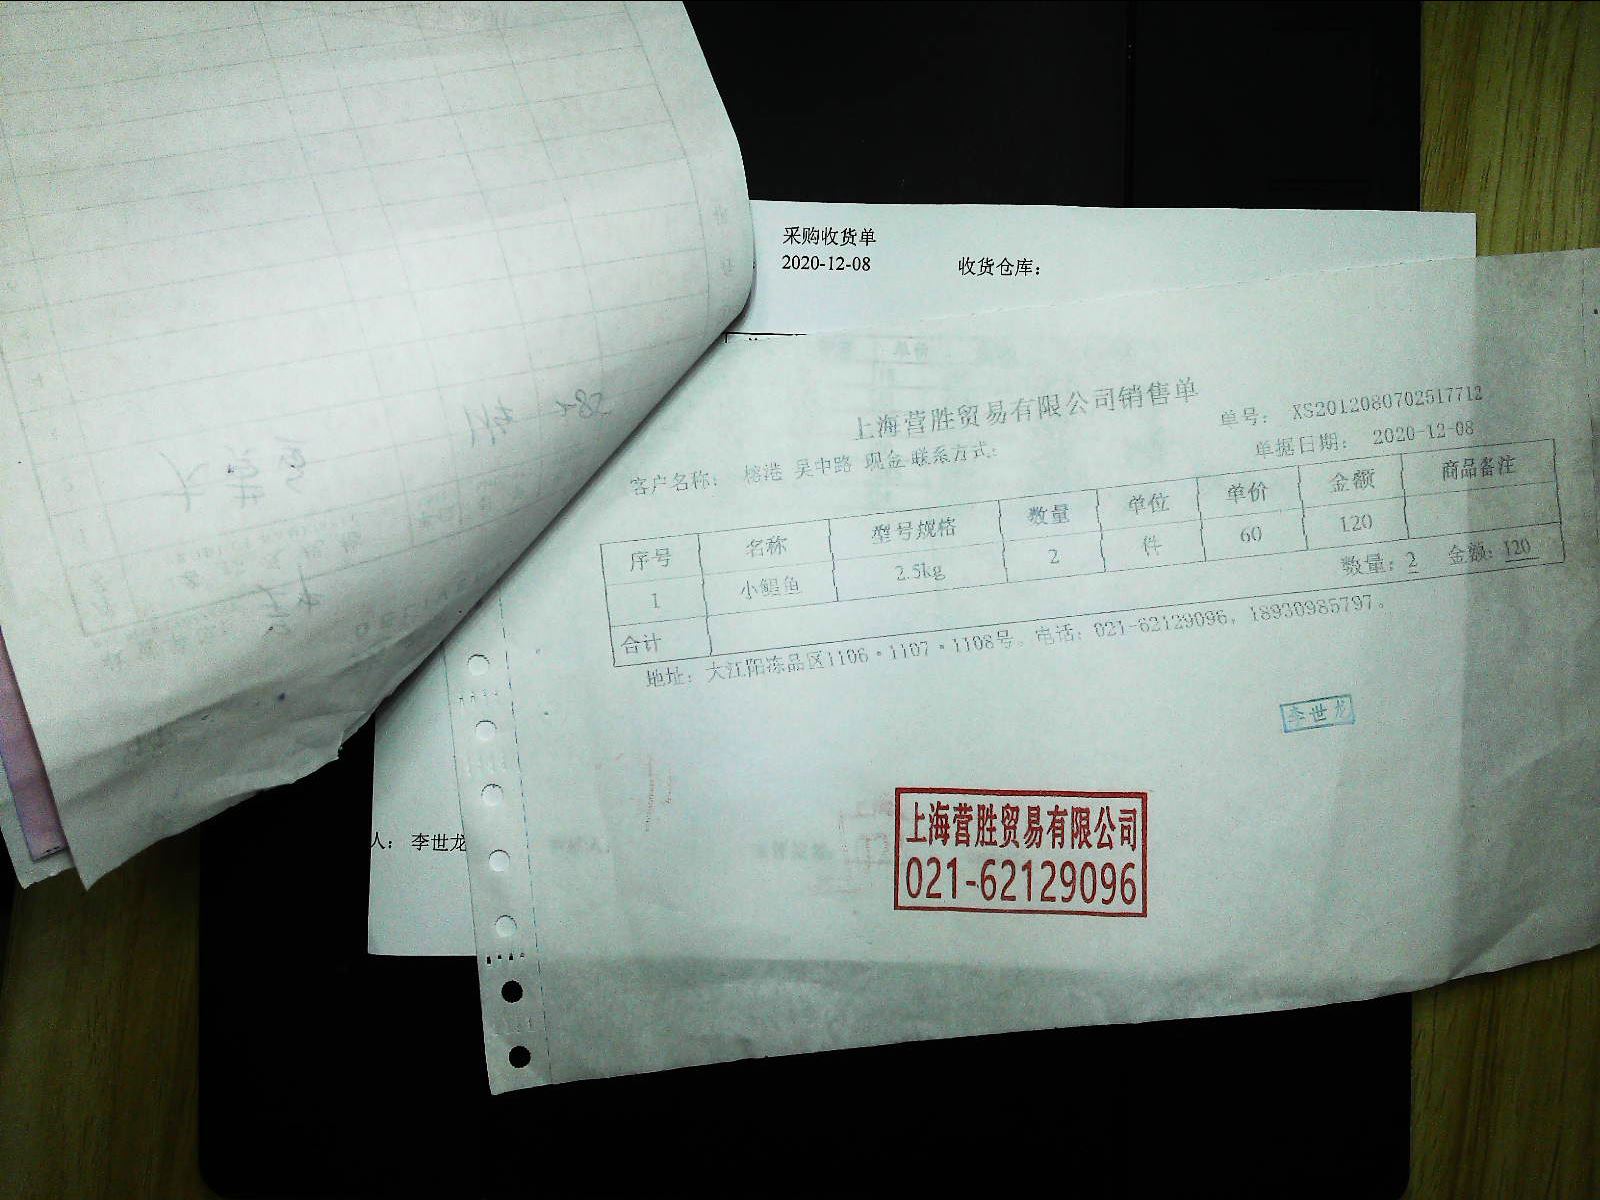 采购收货单
2020-12-08 收货仓库：
上海营胜贸易有限公司销售单
单号： XS2012080702517712
客户名称： 榕港 吴中路 现金 联系方式：
单据日期： 2020-12-08
序号 名称 型号规格 数量 单位 单价 金额 商品备注
1 小鲳鱼 2.5kg 2 件 60 120
合计 数量：2 金额：120
地址： 大江阳冻品区1106·1107·1108号。电话：021-62129096，18930985797。
李世龙
上海营胜贸易有限公司
021-62129096
人： 李世龙